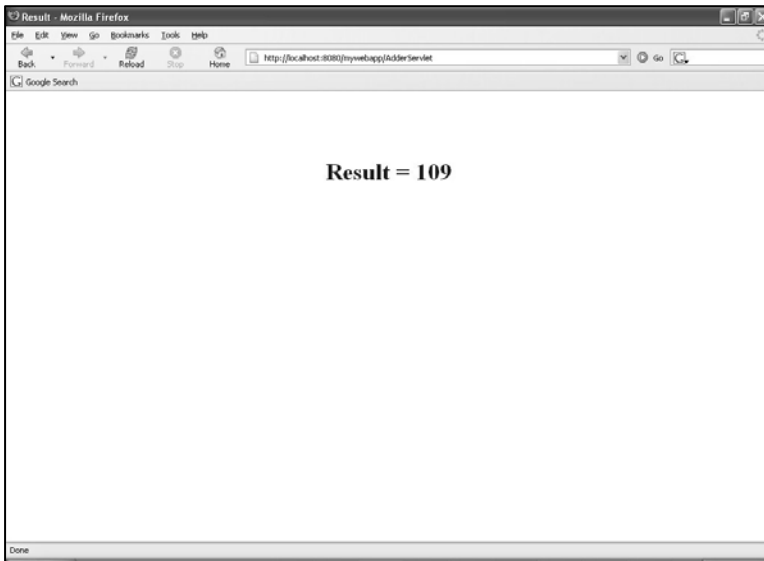 Result - Mozilla Firefox
File Edit View Go Bookmarks Tools Help
Back Forward Reload Stop Home http://localhost:8080/mywebapp/AdderServlet Go G
G Google Search
Result = 109
Done